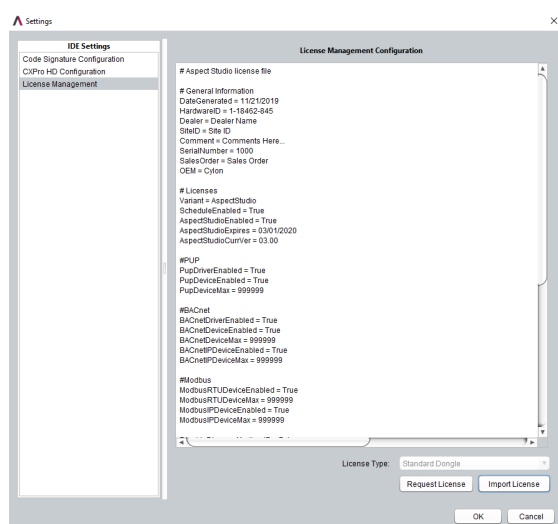 Settings
IDE Settings
Code Signature Configuration
CXPro HD Configuration
License Management
License Management Configuration
# Aspect Studio license file
# General Information
DateGenerated = 11/21/2019
HardwareID = 1-18462-845
Dealer = Dealer Name
SiteID = Site ID
Comment = Comments Here...
SerialNumber = 1000
SalesOrder = Sales Order
OEM = Cylon
# Licenses
Variant = AspectStudio
ScheduleEnabled = True
AspectStudioEnabled = True
AspectStudioExpires = 03/01/2020
AspectStudioCurrVer = 03.00
#PUP
PupDriverEnabled = True
PupDeviceEnabled = True
PupDeviceMax = 999999
#BACnet
BACnetDriverEnabled = True
BACnetDeviceEnabled = True
BACnetDeviceMax = 999999
BACnetIPDeviceEnabled = True
BACnetIPDeviceMax = 999999
#Modbus
ModbusRTUDeviceEnabled = True
ModbusRTUDeviceMax = 999999
ModbusIPDeviceEnabled = True
ModbusIPDeviceMax = 999999
License Type: Standard Dongle
Request License Import License
OK Cancel